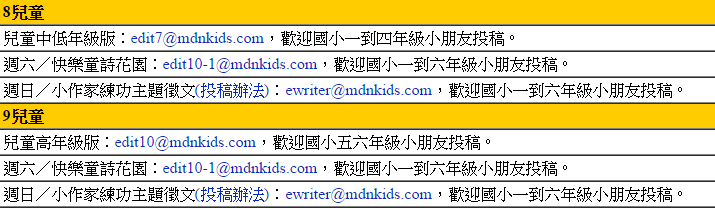 8兒童
兒童中低年級版：edit7@mdnkids.com，歡迎國小一到四年級小朋友投稿。
週六／快樂童詩花園：edit10-1@mdnkids.com，歡迎國小一到六年級小朋友投稿。
週日／小作家練功主題徵文(投稿辦法)：ewriter@mdnkids.com，歡迎國小一到六年級小朋友投稿。
9兒童
兒童高年級版：edit10@mdnkids.com，歡迎國小五六年級小朋友投稿。
週六／快樂童詩花園：edit10-1@mdnkids.com，歡迎國小一到六年級小朋友投稿。
週日／小作家練功主題徵文(投稿辦法)：ewriter@mdnkids.com，歡迎國小一到六年級小朋友投稿。